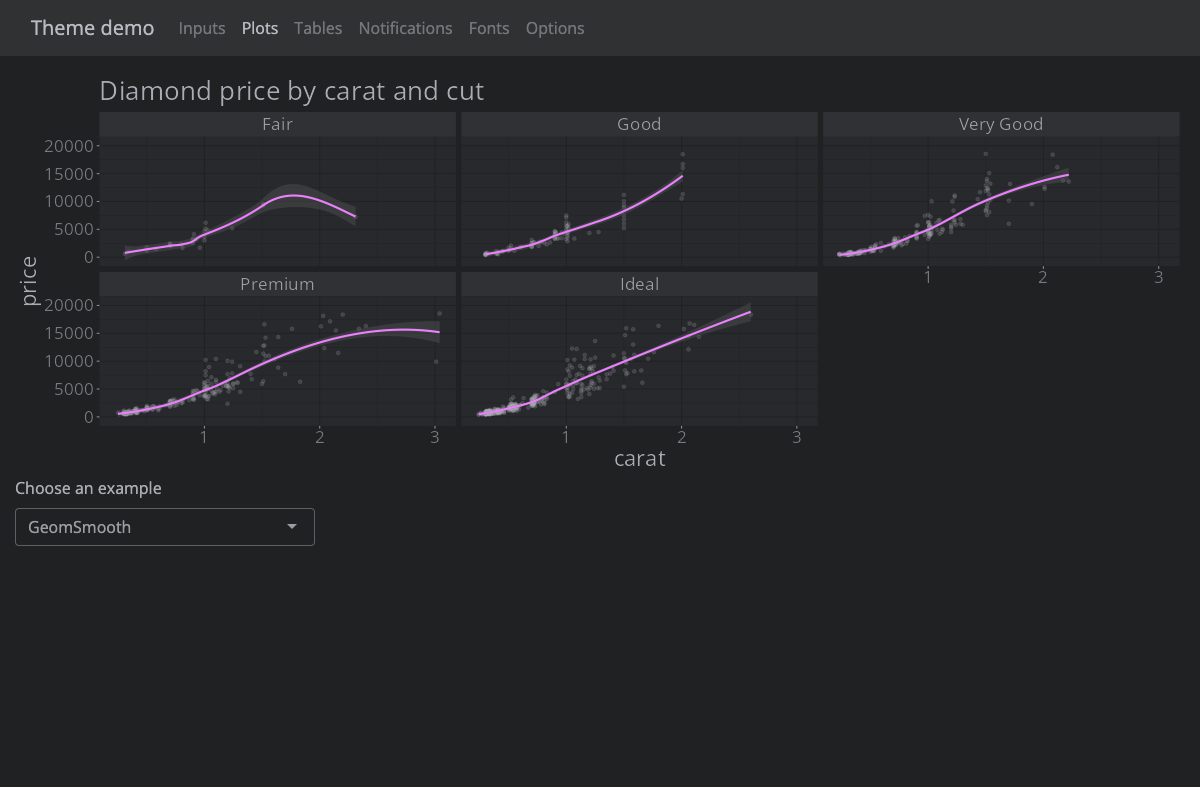 Theme demo Inputs Plots Tables Notifications Fonts Options
Diamond price by carat and cut
Fair Good Very Good
20000
15000
10000
5000
0
1 2 3
price
Premium Ideal
20000
15000
10000
5000
0
1 2 3 1 2 3
carat
Choose an example
GeomSmooth